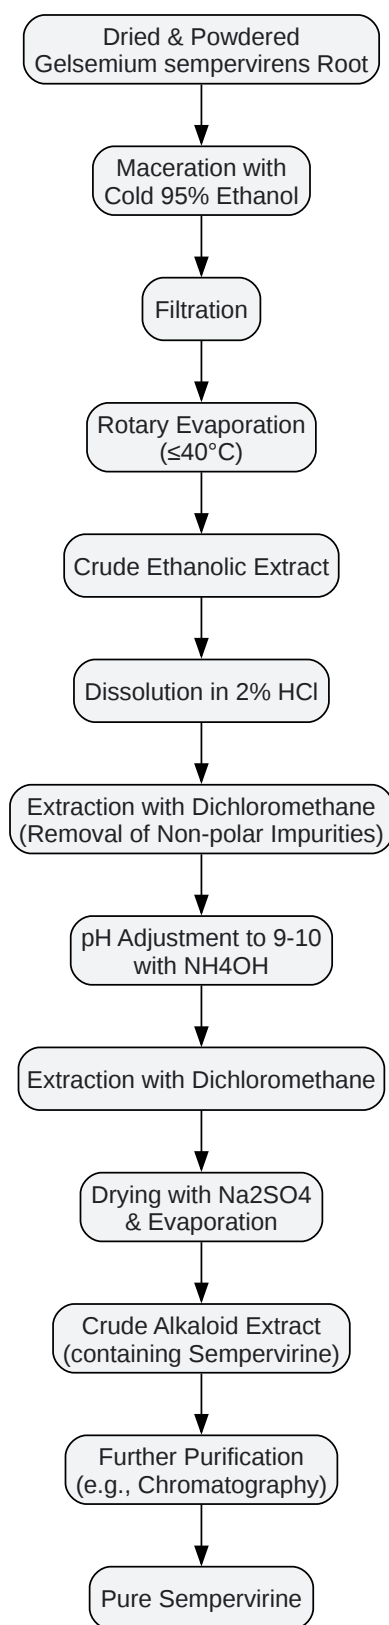 Dried & Powdered
Gelsemium sempervirens Root
Maceration with
Cold 95% Ethanol
Filtration
Rotary Evaporation
(≤40°C)
Crude Ethanolic Extract
Dissolution in 2% HCl
Extraction with Dichloromethane
(Removal of Non-polar Impurities)
pH Adjustment to 9-10
with NH4OH
Extraction with Dichloromethane
Drying with Na2SO4
& Evaporation
Crude Alkaloid Extract
(containing Sempervirine)
Further Purification
(e.g., Chromatography)
Pure Sempervirine